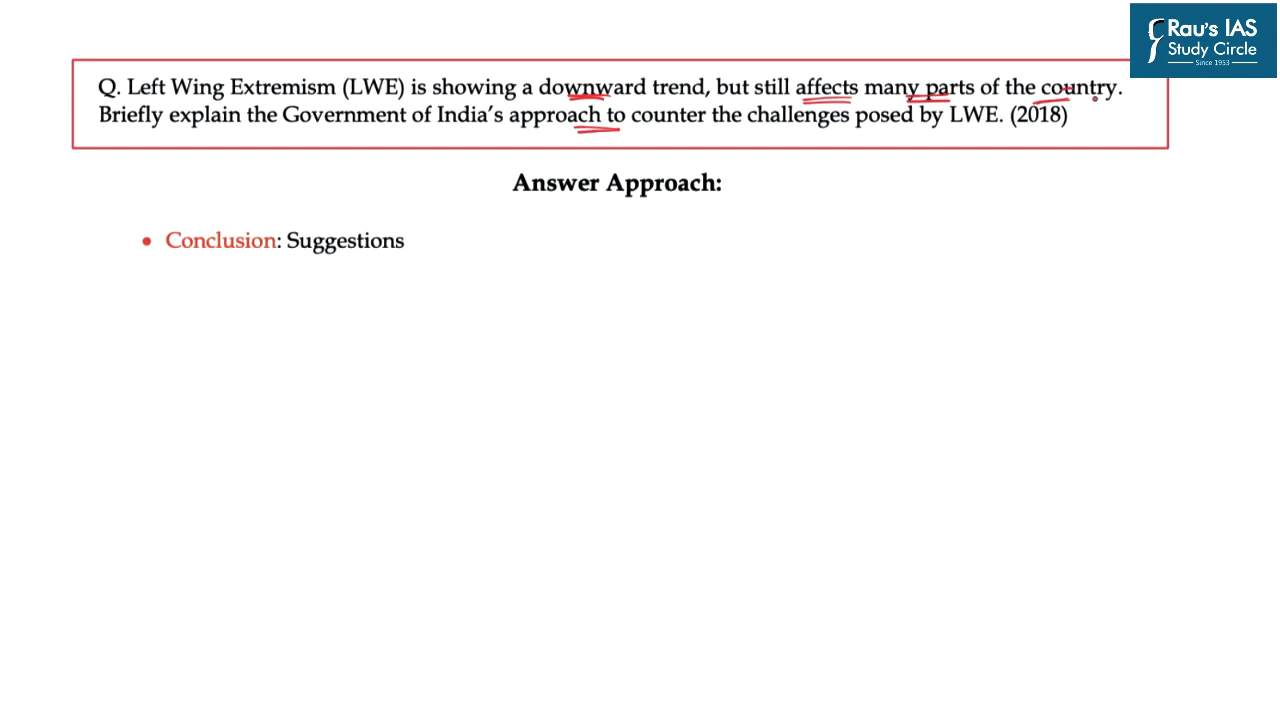 Rau's IAS
Study Circle
Since 1953
Q. Left Wing Extremism (LWE) is showing a downward trend, but still affects many parts of the country.
Briefly explain the Government of India's approach to counter the challenges posed by LWE. (2018)
Answer Approach:
• Conclusion: Suggestions